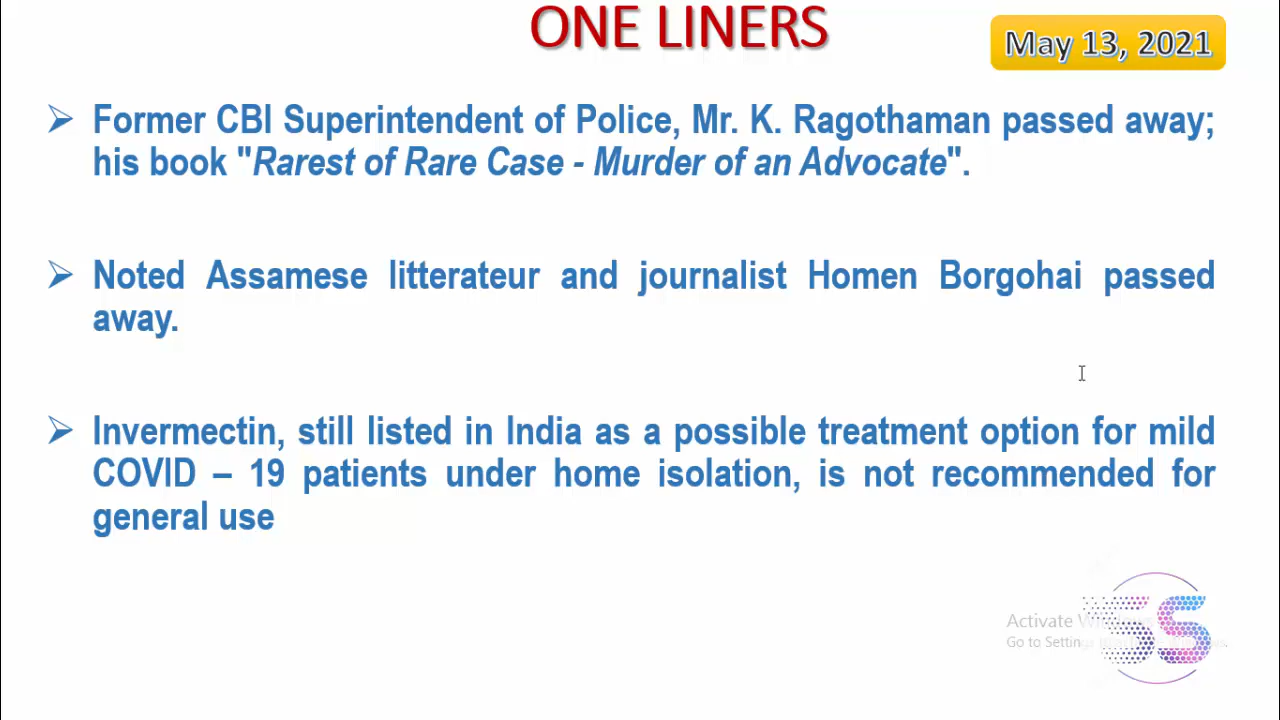 ONE LINERS
May 13, 2021
Former CBI Superintendent of Police, Mr. K. Ragothaman passed away;
his book "Rarest of Rare Case - Murder of an Advocate".
Noted Assamese litterateur and journalist Homen Borgohai passed
away.
Invermectin, still listed in India as a possible treatment option for mild
COVID – 19 patients under home isolation, is not recommended for
general use
Activate
Go to Settin
SS